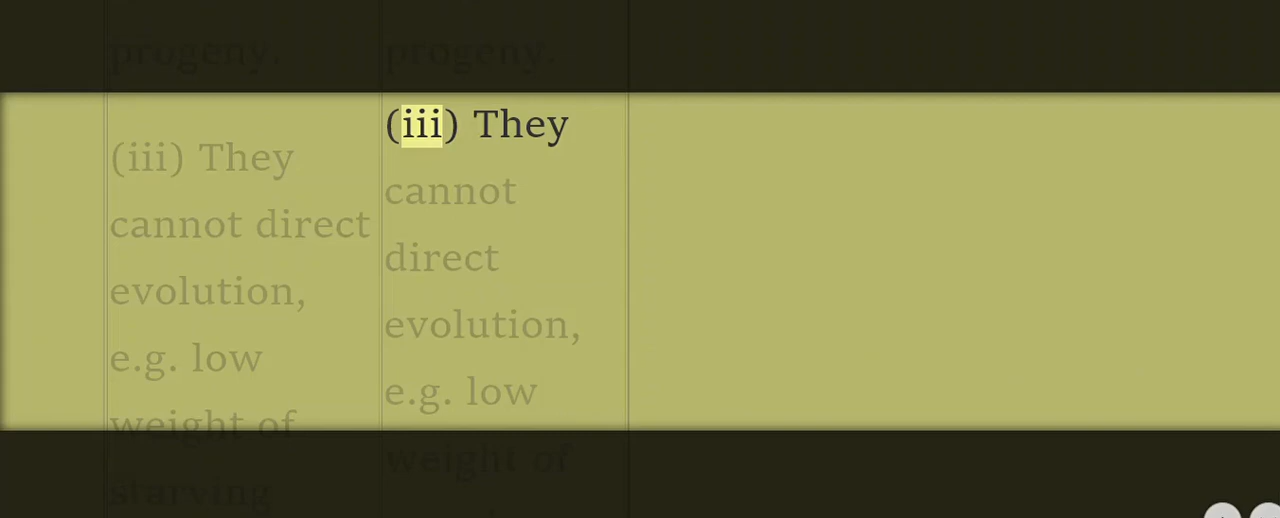 progeny.
(iii) They
cannot direct
evolution,
e.g. low
weight of
starving
progeny.
(iii) They
cannot
direct
evolution,
e.g. low
weight of